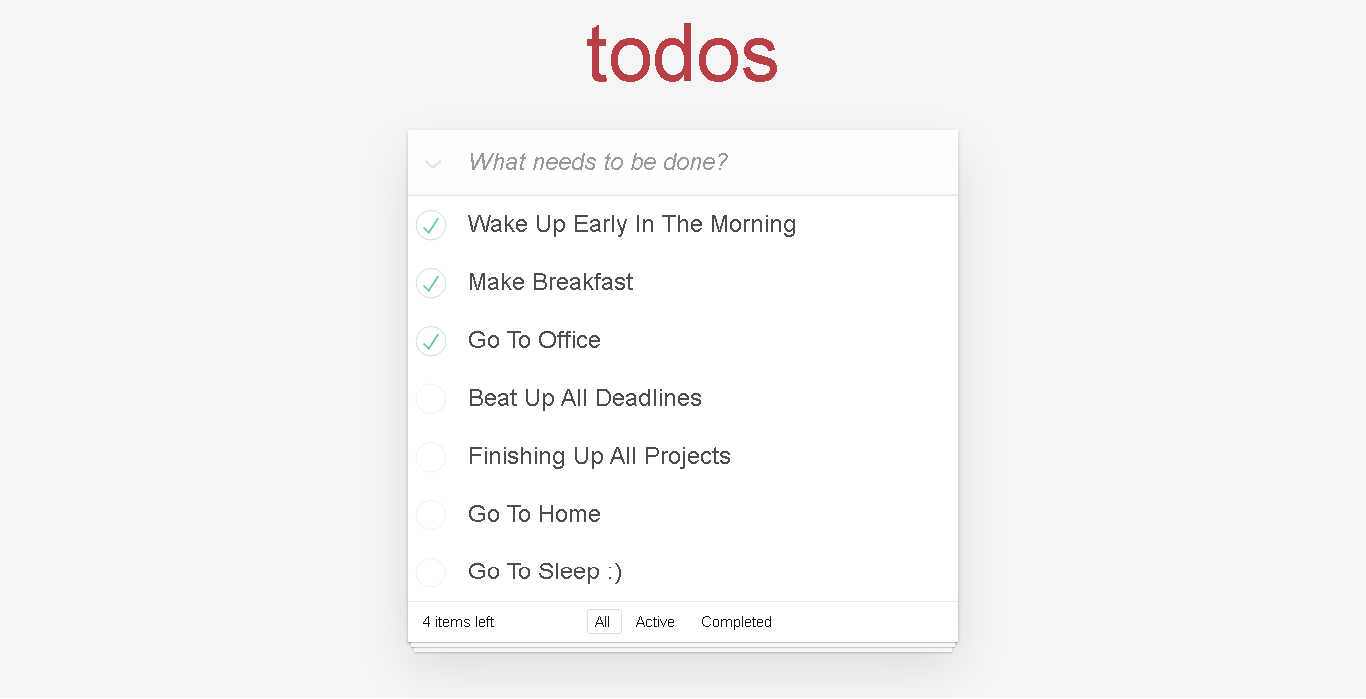 todos
What needs to be done?
Wake Up Early In The Morning
Make Breakfast
Go To Office
Beat Up All Deadlines
Finishing Up All Projects
Go To Home
Go To Sleep :)
4 items left All Active Completed